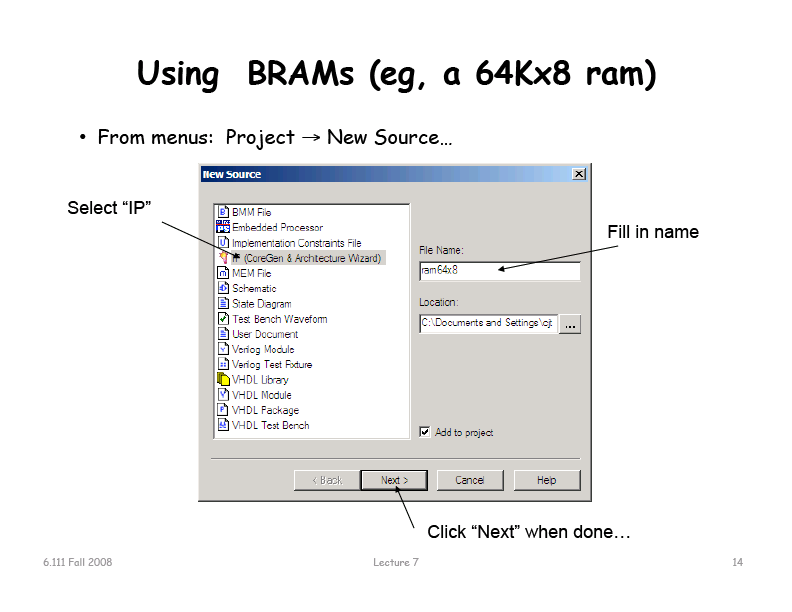 Using BRAMs (eg, a 64Kx8 ram)
• From menus: Project → New Source…
New Source
Select “IP”
Fill in name
BMM File
Embedded Processor
Implementation Constraints File
IP (CoreGen & Architecture Wizard)
MEM File
Schematic
State Diagram
Test Bench Waveform
User Document
Verilog Module
Verilog Test Fixture
VHDL Library
VHDL Module
VHDL Package
VHDL Test Bench
File Name:
ram64x8
Location:
C:\Documents and Settings\cjt
...
Add to project
< Back
Next >
Cancel
Help
Click “Next” when done…
6.111 Fall 2008
Lecture 7
14